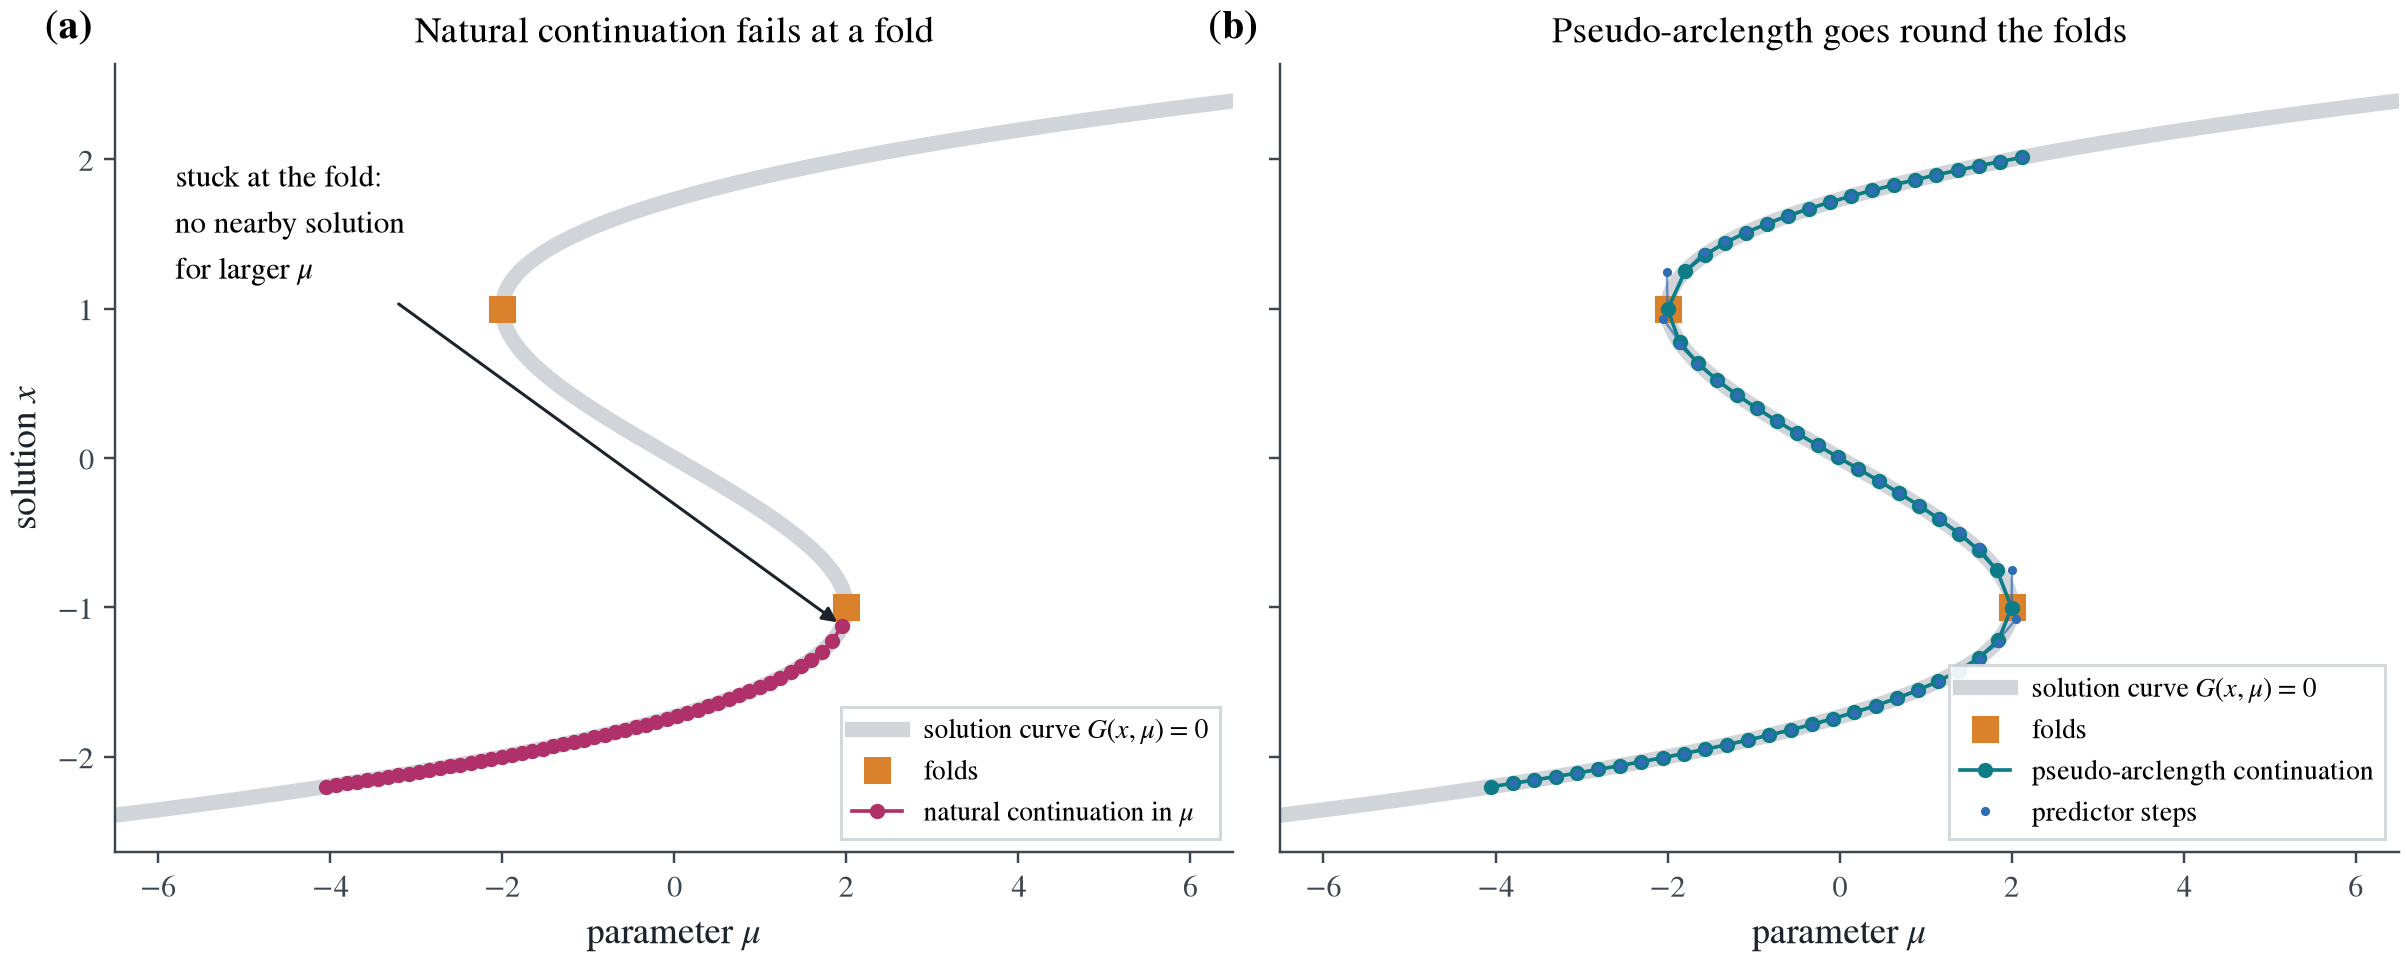 (a)
Natural continuation fails at a fold
stuck at the fold:
no nearby solution
for larger μ
solution x
2
1
0
−1
−2
−6
−4
−2
0
2
4
6
parameter μ
solution curve G(x, μ) = 0
folds
natural continuation in μ
(b)
Pseudo-arclength goes round the folds
−6
−4
−2
0
2
4
6
parameter μ
solution curve G(x, μ) = 0
folds
pseudo-arclength continuation
predictor steps